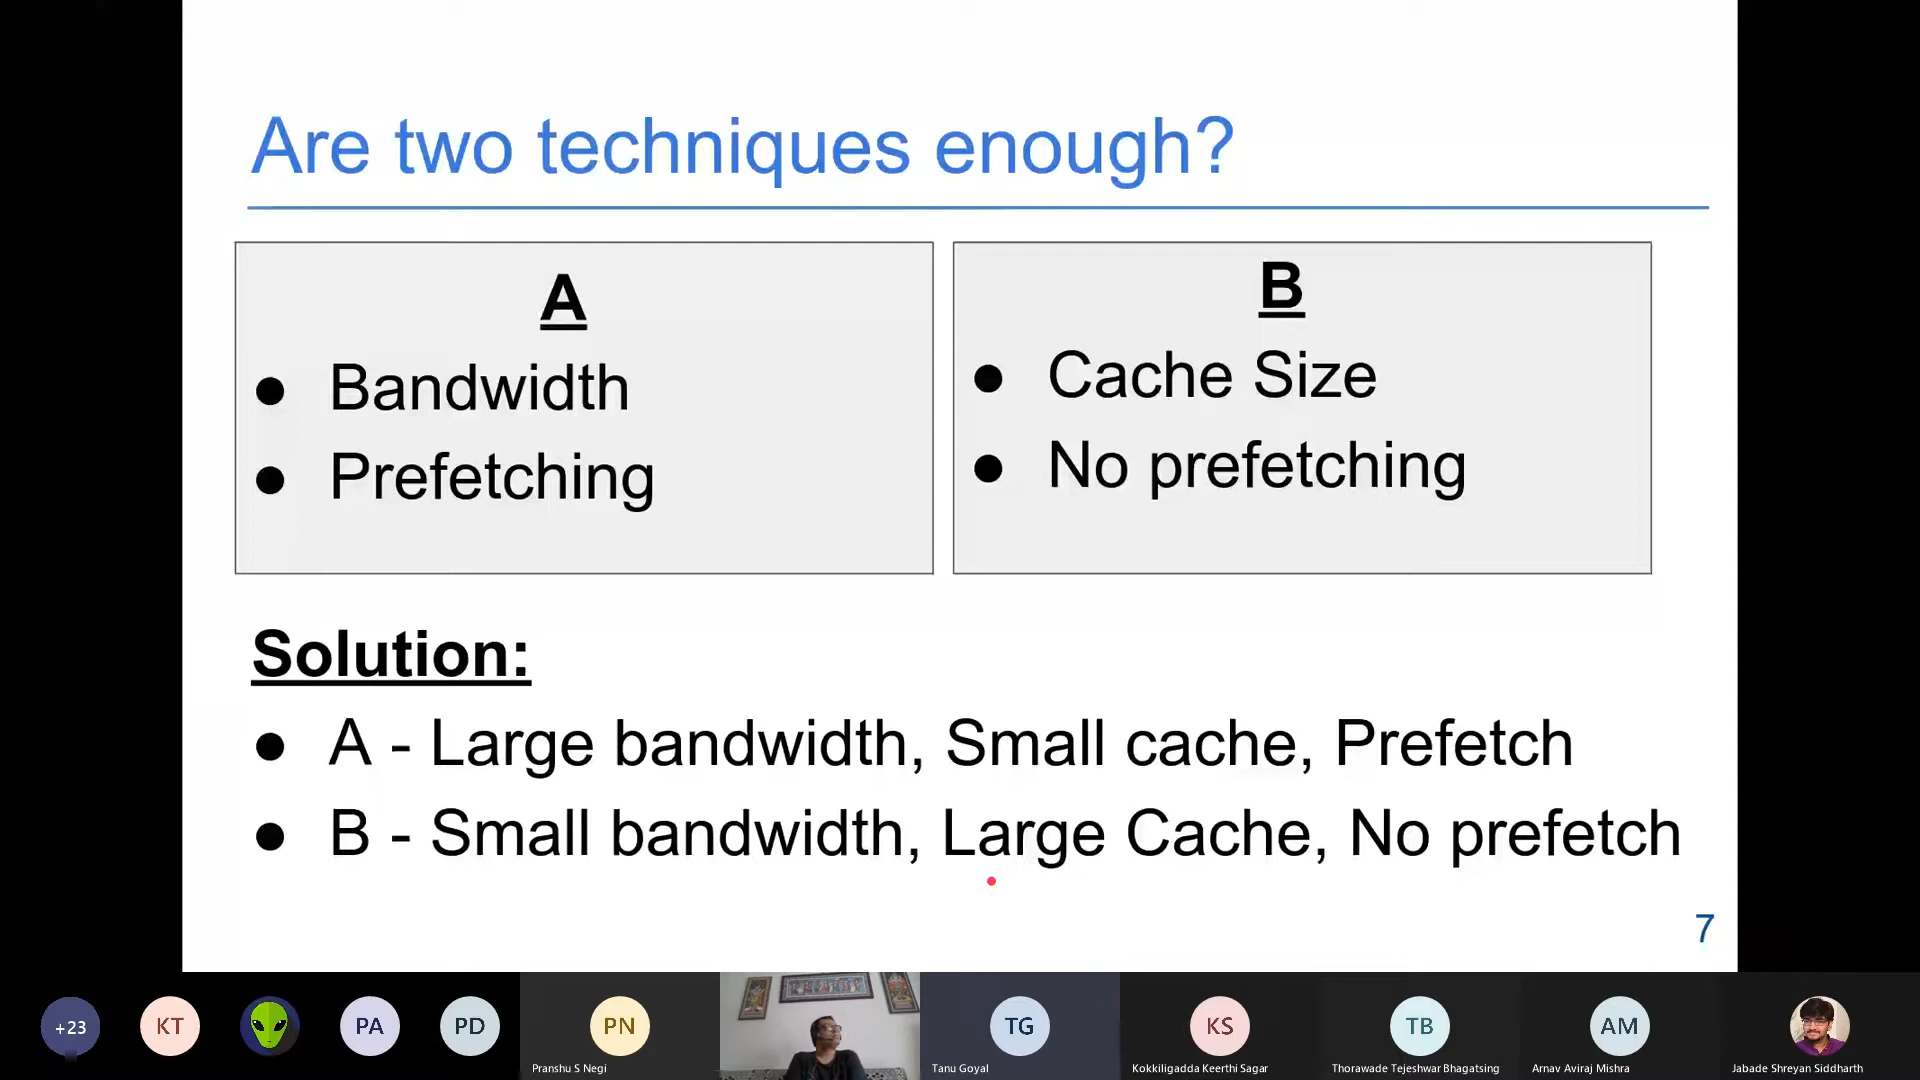 Are two techniques enough?
A
● Bandwidth
● Prefetching
B
● Cache Size
● No prefetching
Solution:
● A - Large bandwidth, Small cache, Prefetch
● B - Small bandwidth, Large Cache, No prefetch
7
+23
KT
PA
PD
PN
Pranshu S Negi
TG
Tanu Goyal
KS
Kokkiligadda Keerthi Sagar
TB
Thorawade Tejeshwar Bhagatsing
AM
Arnav Aviraj Mishra
Jabade Shreyan Siddharth